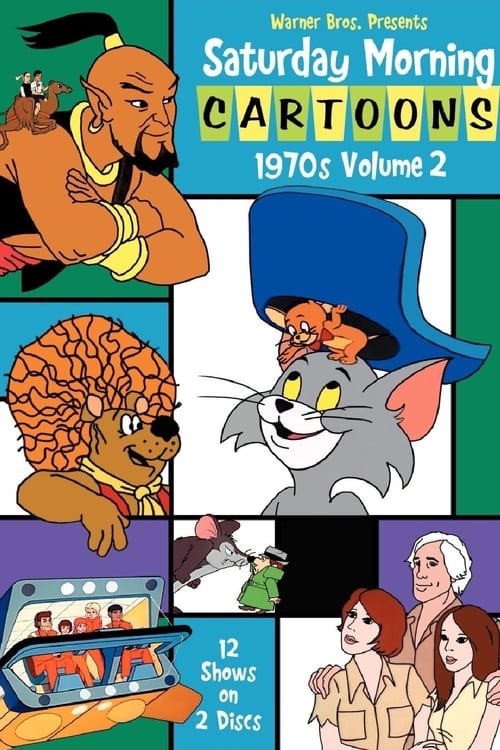 Warner Bros. Presents
Saturday Morning
CARTOONS
1970s Volume 2
12
Shows
on
2 Discs